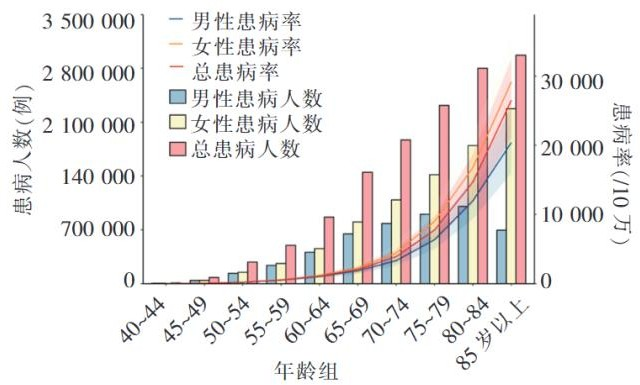 3 500 000
2 800 000
2 100 000
140 000
700 000
0
患病人数(例)
男性患病率
女性患病率
总患病率
男性患病人数
女性患病人数
总患病人数
30 000
20 000
10 000
0
患病率(/10万)
40~44
45~49
50~54
55~59
60~64
65~69
70~74
75~79
80~84
85岁以上
年龄组